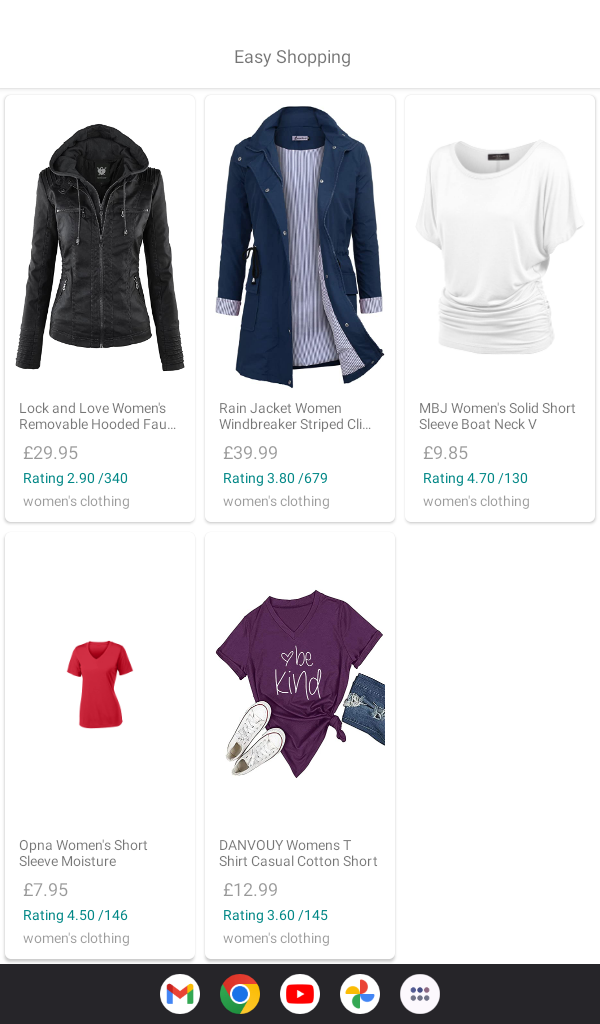 Easy Shopping
Lock and Love Women's
Removable Hooded Fau...
£29.95
Rating 2.90 /340
women's clothing
Rain Jacket Women
Windbreaker Striped Cli...
£39.99
Rating 3.80 /679
women's clothing
MBJ Women's Solid Short
Sleeve Boat Neck V
£9.85
Rating 4.70 /130
women's clothing
be
kind
Opna Women's Short
Sleeve Moisture
£7.95
Rating 4.50 /146
women's clothing
DANVOUY Womens T
Shirt Casual Cotton Short
£12.99
Rating 3.60 /145
women's clothing